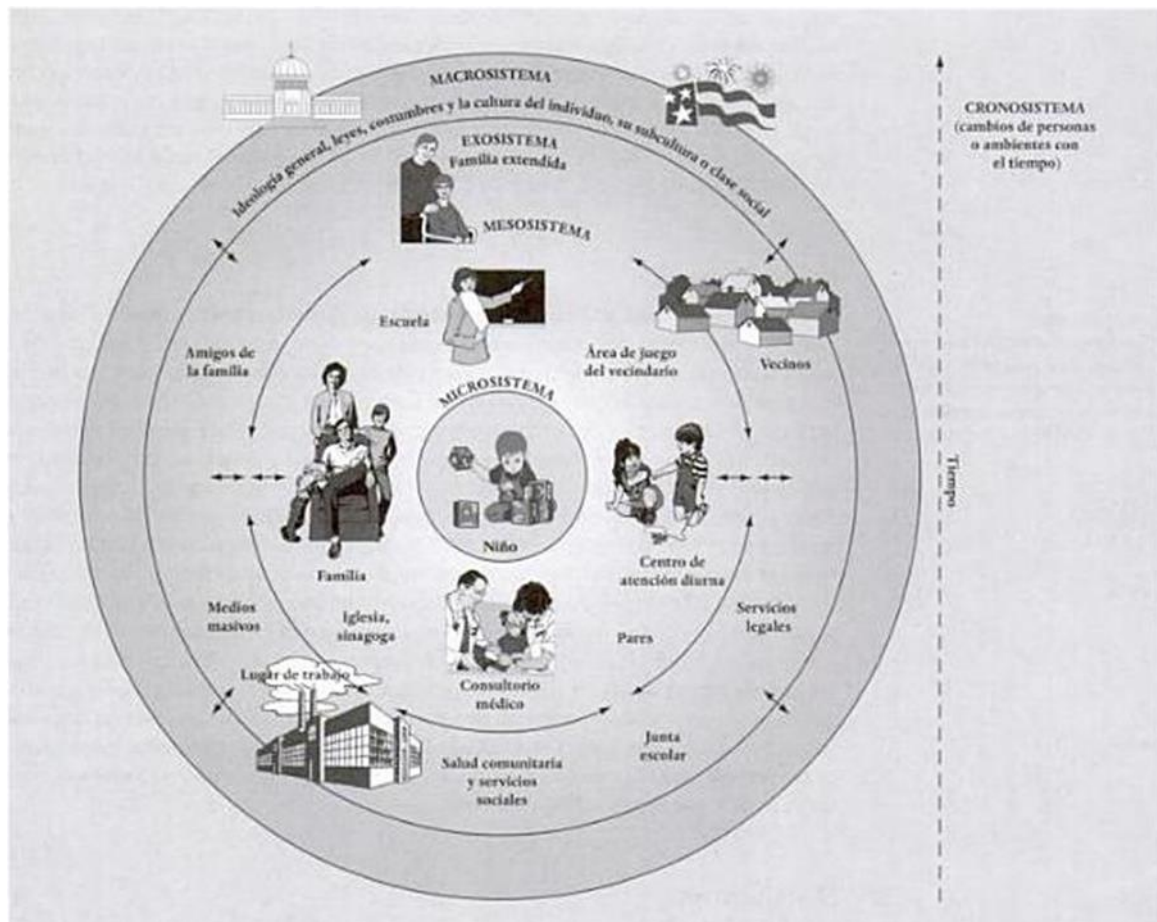 MACROSISTEMA
Ideología general, leyes, costumbres y la cultura del individuo, su subcultura o clase social
CRONOSISTEMA
(cambios de personas
o ambientes con
el tiempo)
EXOSISTEMA
Familia extendida
MESOSISTEMA
Escuela
Amigos de
la familia
Área de juego
del vecindario
Vecinos
MICROSISTEMA
Tiempo
Niño
Familia
Centro de
atención diurna
Medios
masivos
Iglesia,
sinagoga
Pares
Servicios
legales
Lugar de trabajo
Consultorio
médico
Junta
escolar
Salud comunitaria
y servicios
sociales